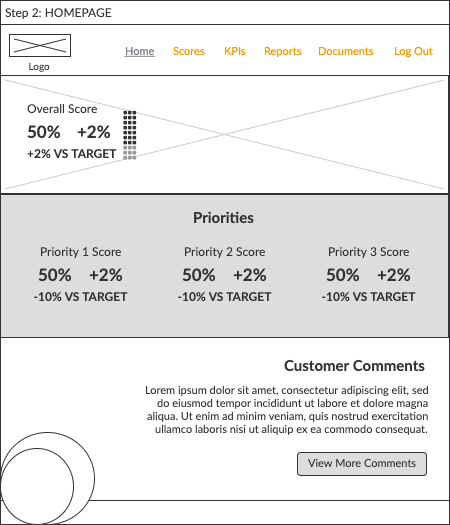 Step 2: HOMEPAGE
Logo
Home Scores KPIs Reports Documents Log Out
Overall Score
50% +2%
+2% VS TARGET
Priorities
Priority 1 Score Priority 2 Score Priority 3 Score
50% +2% 50% +2% 50% +2%
-10% VS TARGET -10% VS TARGET -10% VS TARGET
Customer Comments
Lorem ipsum dolor sit amet, consectetur adipiscing elit, sed
do eiusmod tempor incididunt ut labore et dolore magna
aliqua. Ut enim ad minim veniam, quis nostrud exercitation
ullamco laboris nisi ut aliquip ex ea commodo consequat.
View More Comments